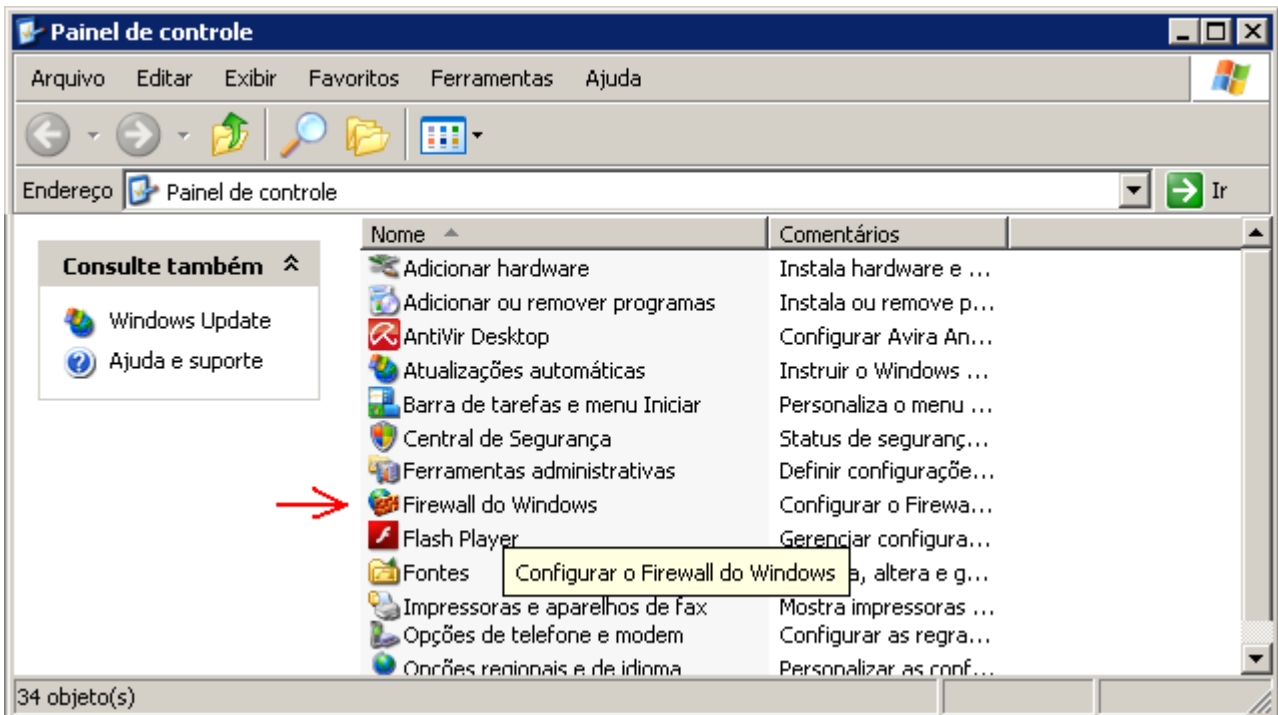 Painel de controle
Arquivo Editar Exibir Favoritos Ferramentas Ajuda
Endereço Painel de controle Ir
Consulte também
Windows Update
Ajuda e suporte
Nome Comentários
Adicionar hardware Instala hardware e ...
Adicionar ou remover programas Instala ou remove p...
AntiVir Desktop Configurar Avira An...
Atualizações automáticas Instruir o Windows ...
Barra de tarefas e menu Iniciar Personaliza o menu ...
Central de Segurança Status de seguranç...
Ferramentas administrativas Definir configuraçõe...
Firewall do Windows Configurar o Firewa...
Flash Player Gerenciar configura...
Fontes a, altera e g...
Configurar o Firewall do Windows
Impressoras e aparelhos de fax Mostra impressoras ...
Opções de telefone e modem Configurar as regra...
Opções regionais e de idioma Personalizar as conf...
34 objeto(s)